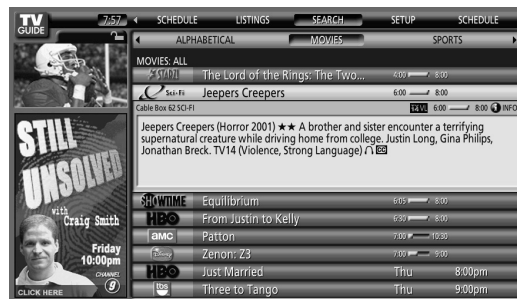 TV
GUIDE
7:57
SCHEDULE LISTINGS SEARCH SETUP SCHEDULE
ALPHABETICAL MOVIES SPORTS
MOVIES: ALL
STARZ! The Lord of the Rings: The Two... 4:00 8:00
Sci-Fi Jeepers Creepers 6:00 8:00
Cable Box 62 SCI-FI 14 VL 6:00 8:00 INFO
Jeepers Creepers (Horror 2001) ★★ A brother and sister encounter a terrifying
supernatural creature while driving home from college. Justin Long, Gina Philips,
Jonathan Breck. TV14 (Violence, Strong Language) CC
SHOWTIME Equilibrium 6:05 8:00
HBO From Justin to Kelly 6:30 8:00
amc Patton 7:00 10:30
Disney Zenon: Z3 7:00 9:00
HBO Just Married Thu 8:00pm
tbs Three to Tango Thu 9:00pm
STILL
UNSOLVED
with
Craig Smith
Friday
10:00pm
CHANNEL
9
CLICK HERE